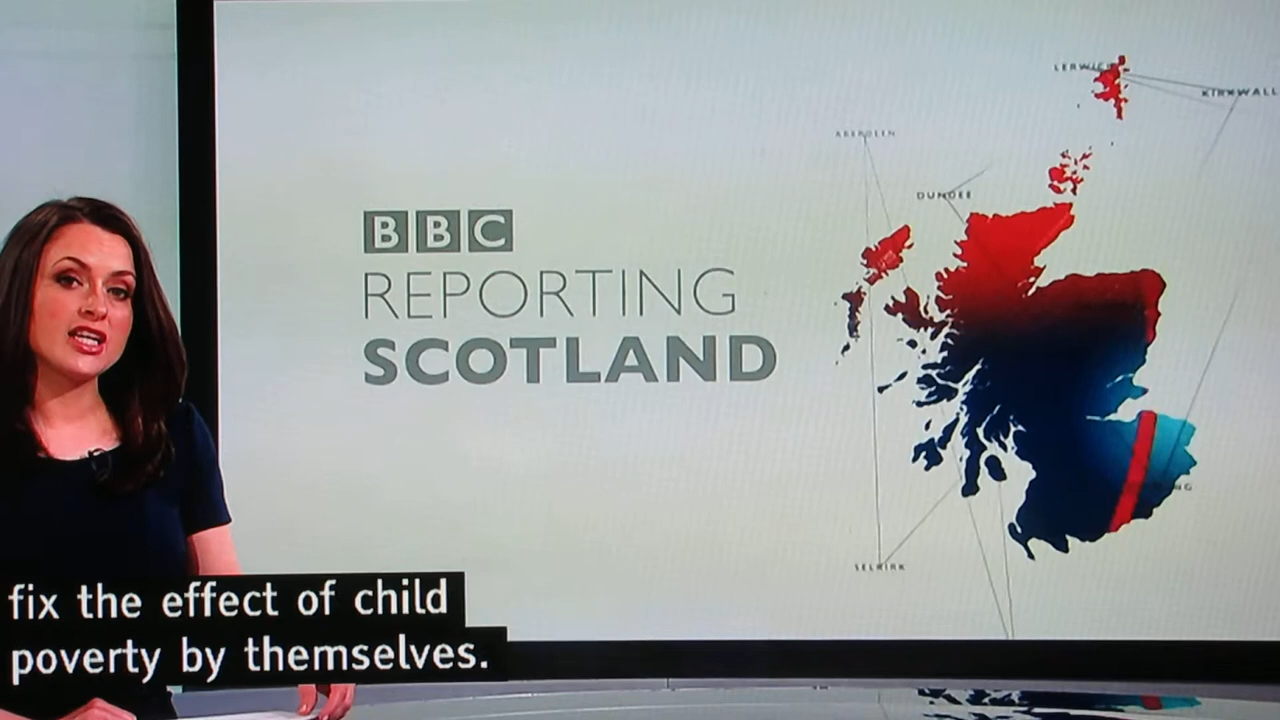 LERWICK
KIRKWALL
ABERDEEN
DUNDEE
BBC
REPORTING
SCOTLAND
SELKIRK
fix the effect of child
poverty by themselves.